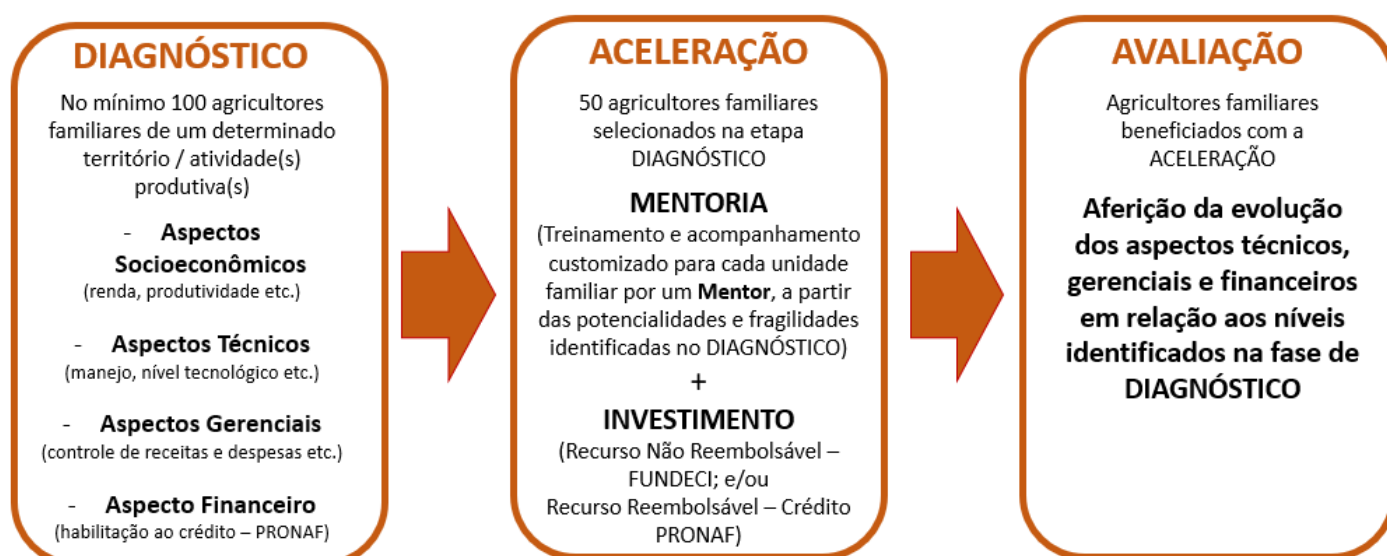 DIAGNÓSTICO
No mínimo 100 agricultores
familiares de um determinado
território / atividade(s)
produtiva(s)
- Aspectos
Socioeconômicos
(renda, produtividade etc.)
- Aspectos Técnicos
(manejo, nível tecnológico etc.)
- Aspectos Gerenciais
(controle de receitas e despesas etc.)
- Aspecto Financeiro
(habilitação ao crédito – PRONAF)
ACELERAÇÃO
50 agricultores familiares
selecionados na etapa
DIAGNÓSTICO
MENTORIA
(Treinamento e acompanhamento
customizado para cada unidade
familiar por um Mentor, a partir
das potencialidades e fragilidades
identificadas no DIAGNÓSTICO)
+
INVESTIMENTO
(Recurso Não Reembolsável –
FUNDECI; e/ou
Recurso Reembolsável – Crédito
PRONAF)
AVALIAÇÃO
Agricultores familiares
beneficiados com a
ACELERAÇÃO
Aferição da evolução
dos aspectos técnicos,
gerenciais e financeiros
em relação aos níveis
identificados na fase de
DIAGNÓSTICO